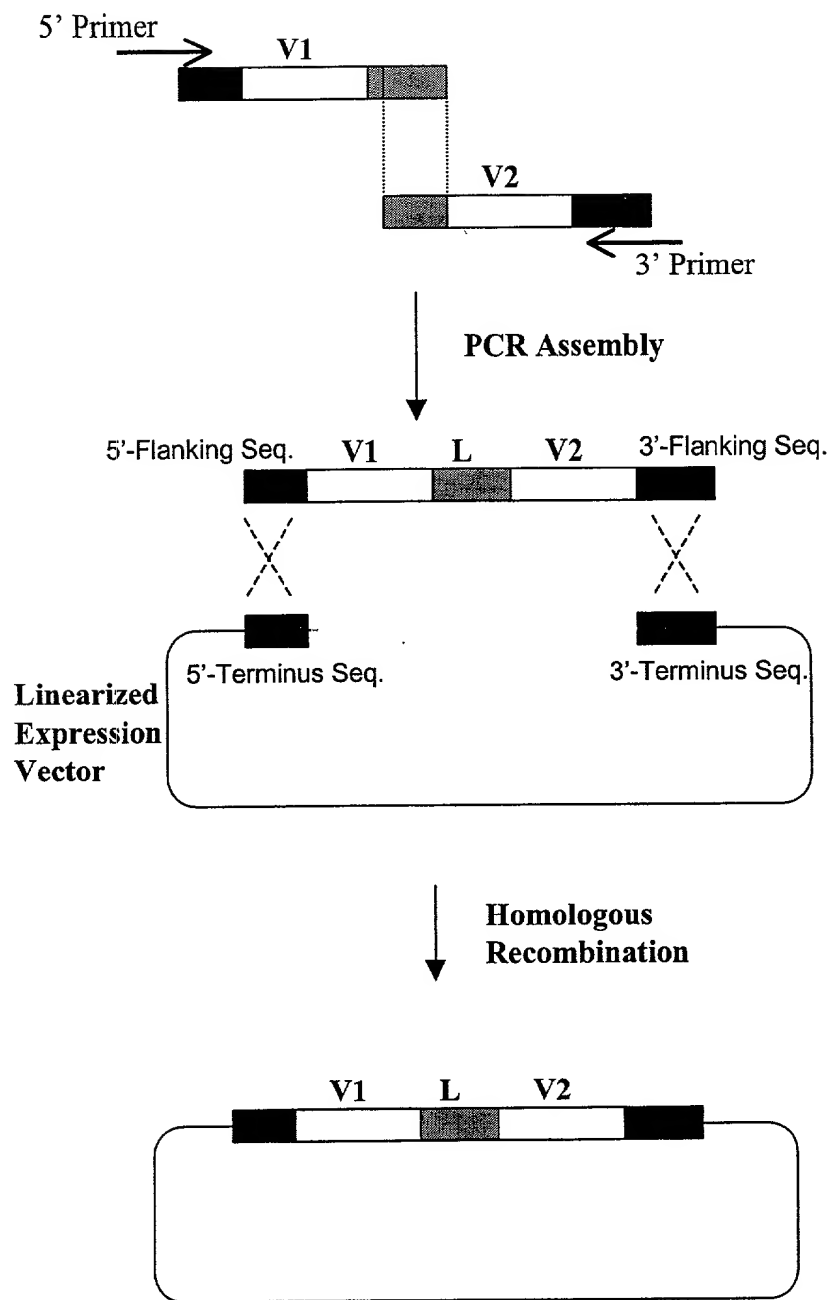 5’ Primer
V1
V2
3’ Primer
PCR Assembly
5’-Flanking Seq.
V1
L
V2
3’-Flanking Seq.
5’-Terminus Seq.
3’-Terminus Seq.
Linearized
Expression
Vector
Homologous
Recombination
V1
L
V2